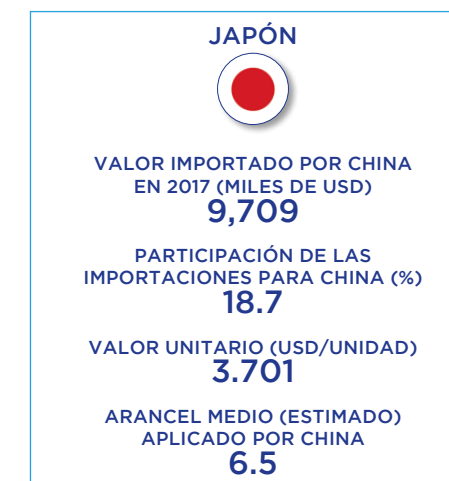 JAPÓN
VALOR IMPORTADO POR CHINA
EN 2017 (MILES DE USD)
9,709
PARTICIPACIÓN DE LAS
IMPORTACIONES PARA CHINA (%)
18.7
VALOR UNITARIO (USD/UNIDAD)
3.701
ARANCEL MEDIO (ESTIMADO)
APLICADO POR CHINA
6.5